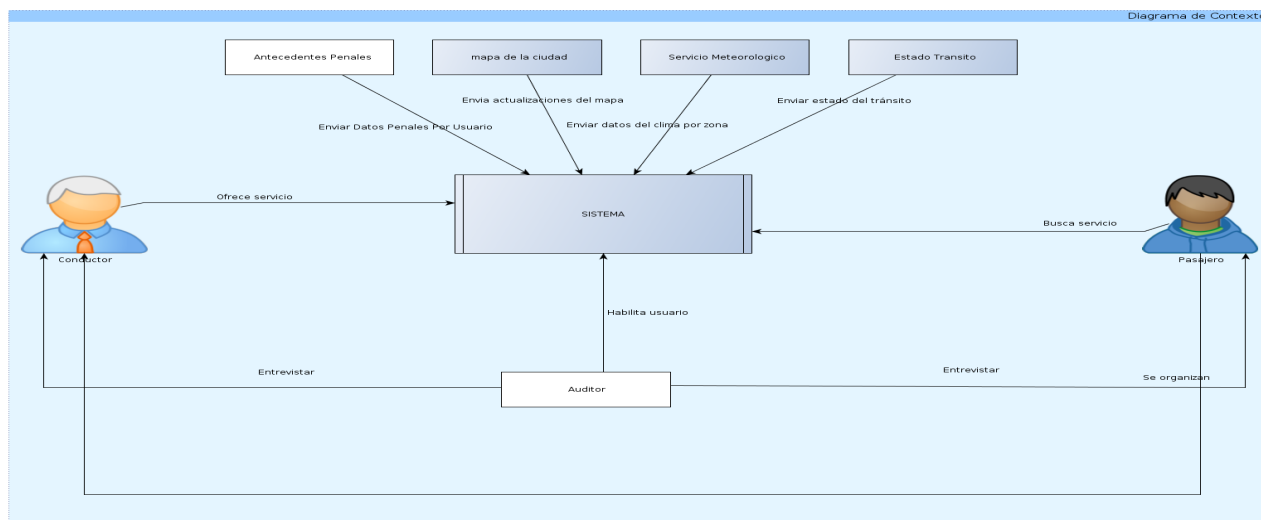 Diagrama de Contexto
Antecedentes Penales
mapa de la ciudad
Servicio Meteorologico
Estado Transito
Envia actualizaciones del mapa
Enviar estado del tránsito
Enviar Datos Penales Por Usuario
Enviar datos del clima por zona
Ofrece servicio
SISTEMA
Busca servicio
Conductor
Pasajero
Habilita usuario
Entrevistar
Entrevistar
Se organizan
Auditor